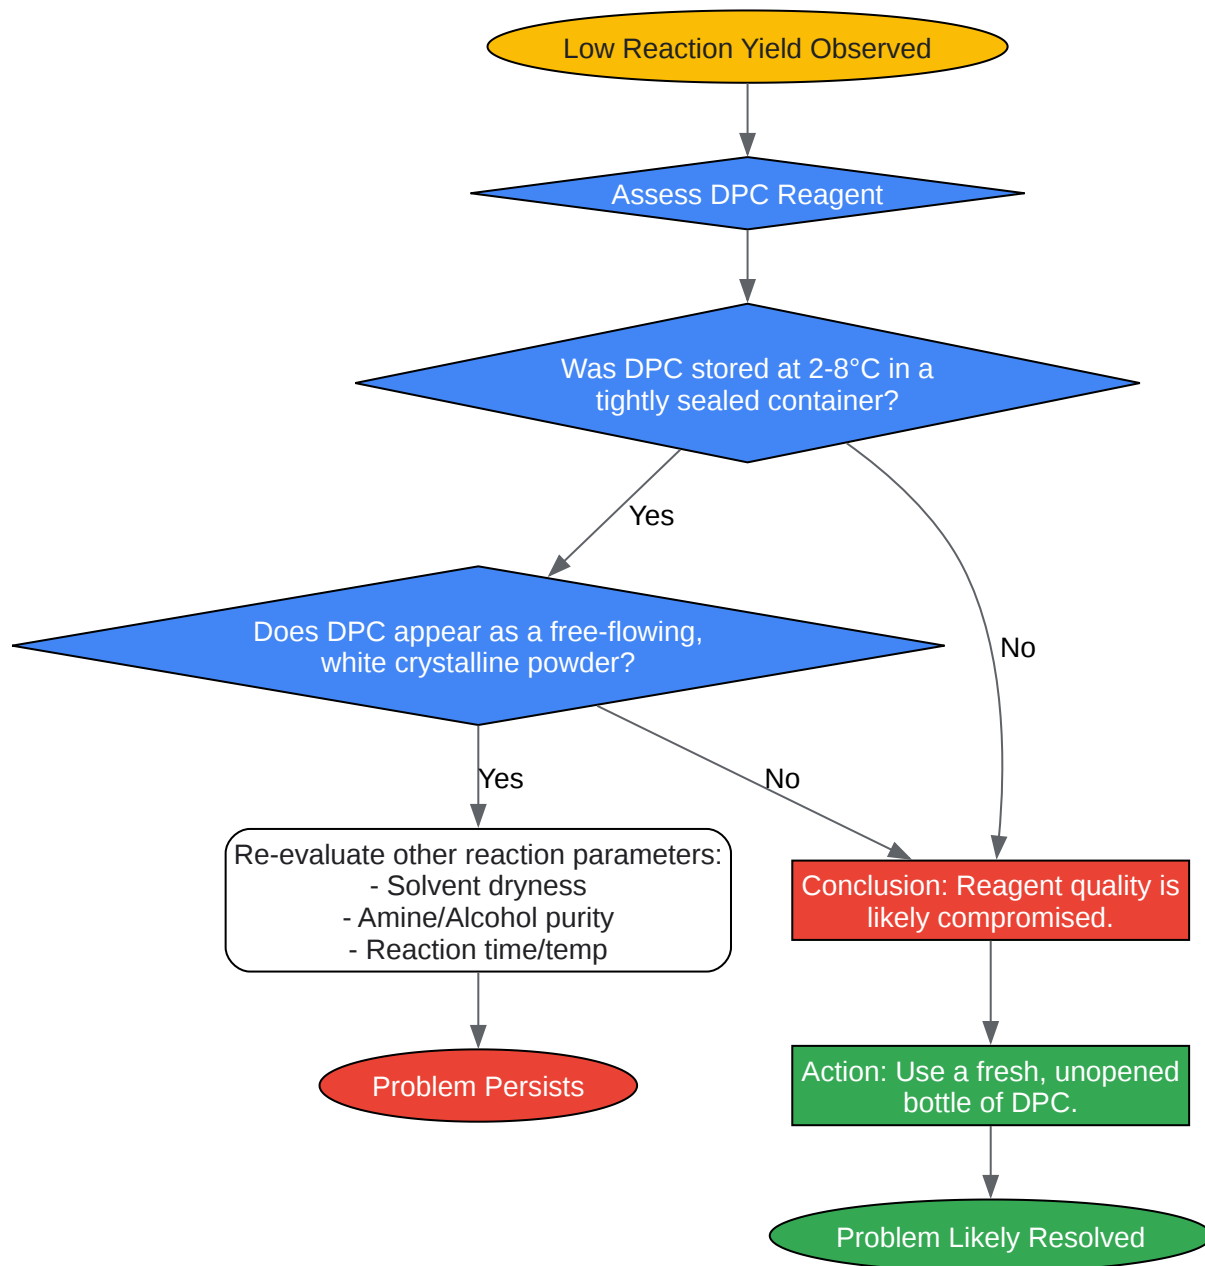 Low Reaction Yield Observed
Assess DPC Reagent
Was DPC stored at 2-8°C in a
tightly sealed container?
Yes
No
Does DPC appear as a free-flowing,
white crystalline powder?
Yes
No
Re-evaluate other reaction parameters:
- Solvent dryness
- Amine/Alcohol purity
- Reaction time/temp
Conclusion: Reagent quality is
likely compromised.
Problem Persists
Action: Use a fresh, unopened
bottle of DPC.
Problem Likely Resolved